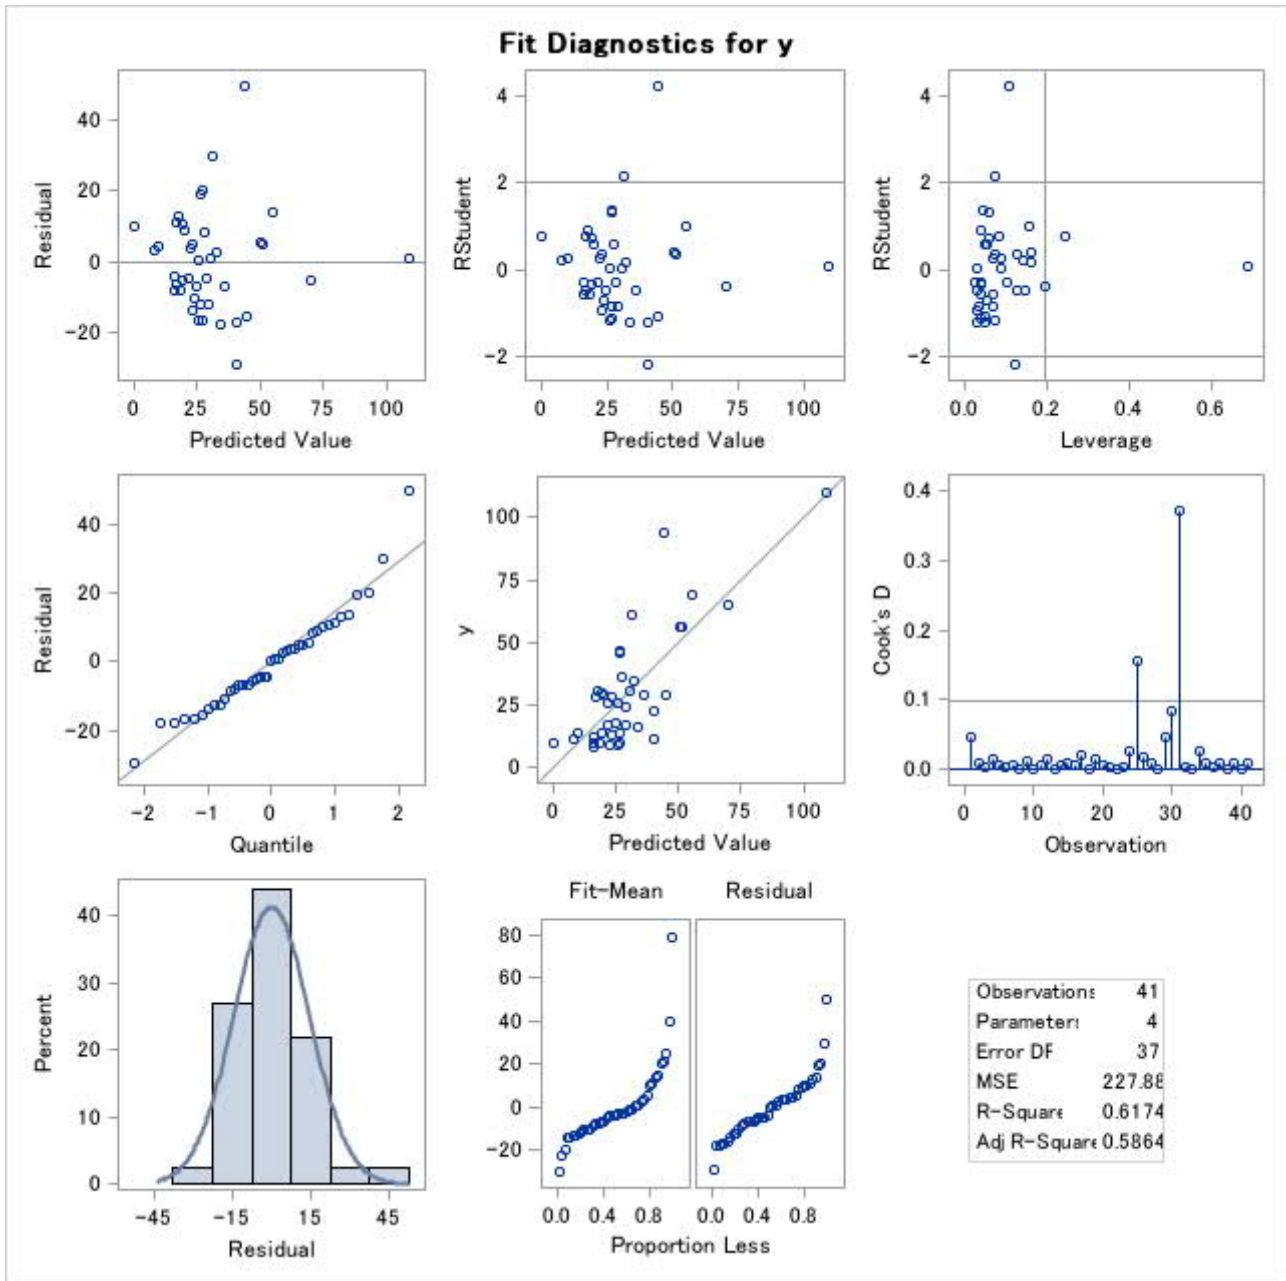 Fit Diagnostics for y
Residual
40
20
0
−20
0 25 50 75 100
Predicted Value
RStudent
4
2
0
−2
0 25 50 75 100
Predicted Value
RStudent
4
2
0
−2
0.0 0.2 0.4 0.6
Leverage
Residual
40
20
0
−20
−2 −1 0 1 2
Quantile
y
100
75
50
25
0
0 25 50 75 100
Predicted Value
Cook's D
0.4
0.3
0.2
0.1
0.0
0 10 20 30 40
Observation
Percent
40
30
20
10
0
−45 −15 15 45
Residual
Fit−Mean Residual
80
60
40
20
0
−20
0.0 0.4 0.8 0.0 0.4 0.8
Proportion Less
Observations 41
Parameters 4
Error DF 37
MSE 227.88
R−Square 0.6174
Adj R−Square 0.5864